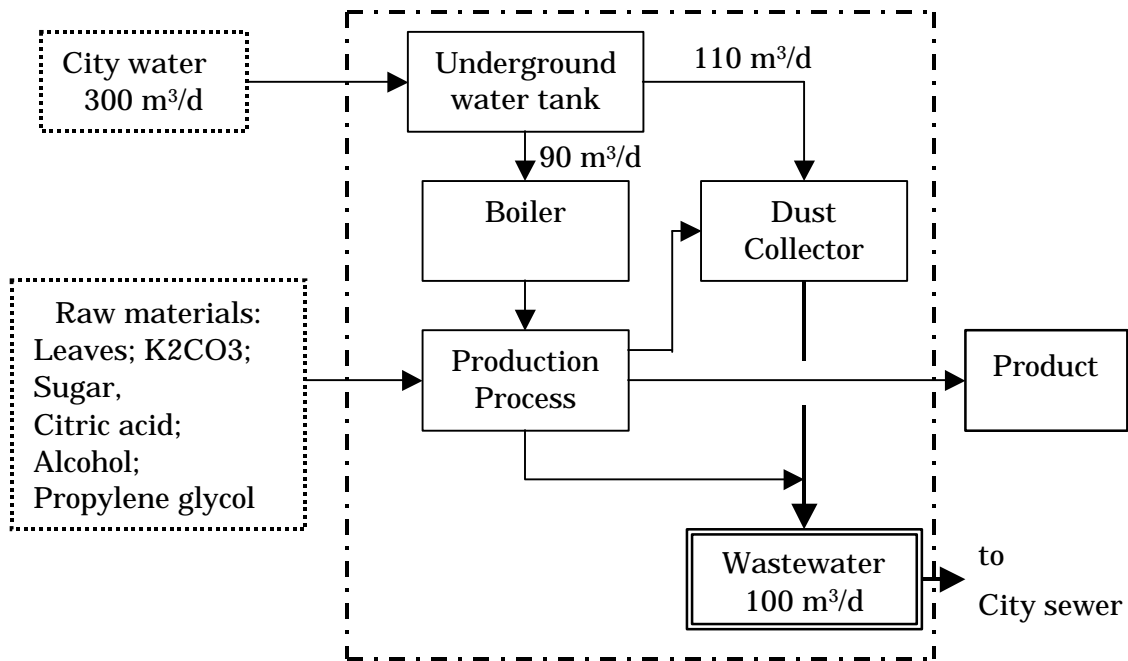 City water
300 m³/d
Underground
water tank
110 m³/d
90 m³/d
Boiler
Dust
Collector
Raw materials:
Leaves; K2CO3;
Sugar,
Citric acid;
Alcohol;
Propylene glycol
Production
Process
Product
Wastewater
100 m³/d
to
City sewer